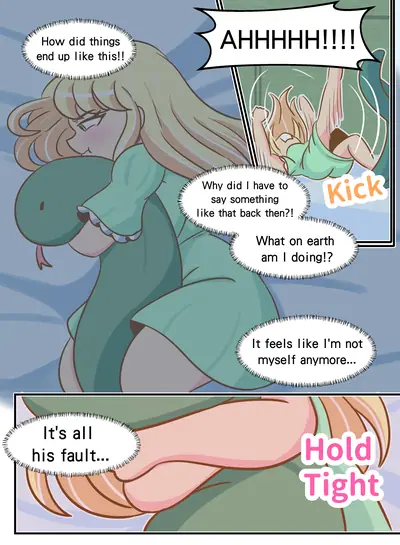 How did things
end up like this!!
AHHHHH!!!!
Kick
Why did I have to
say something
like that back then?!
What on earth
am I doing!?
It feels like I'm not
myself anymore...
It's all
his fault...
Hold
Tight